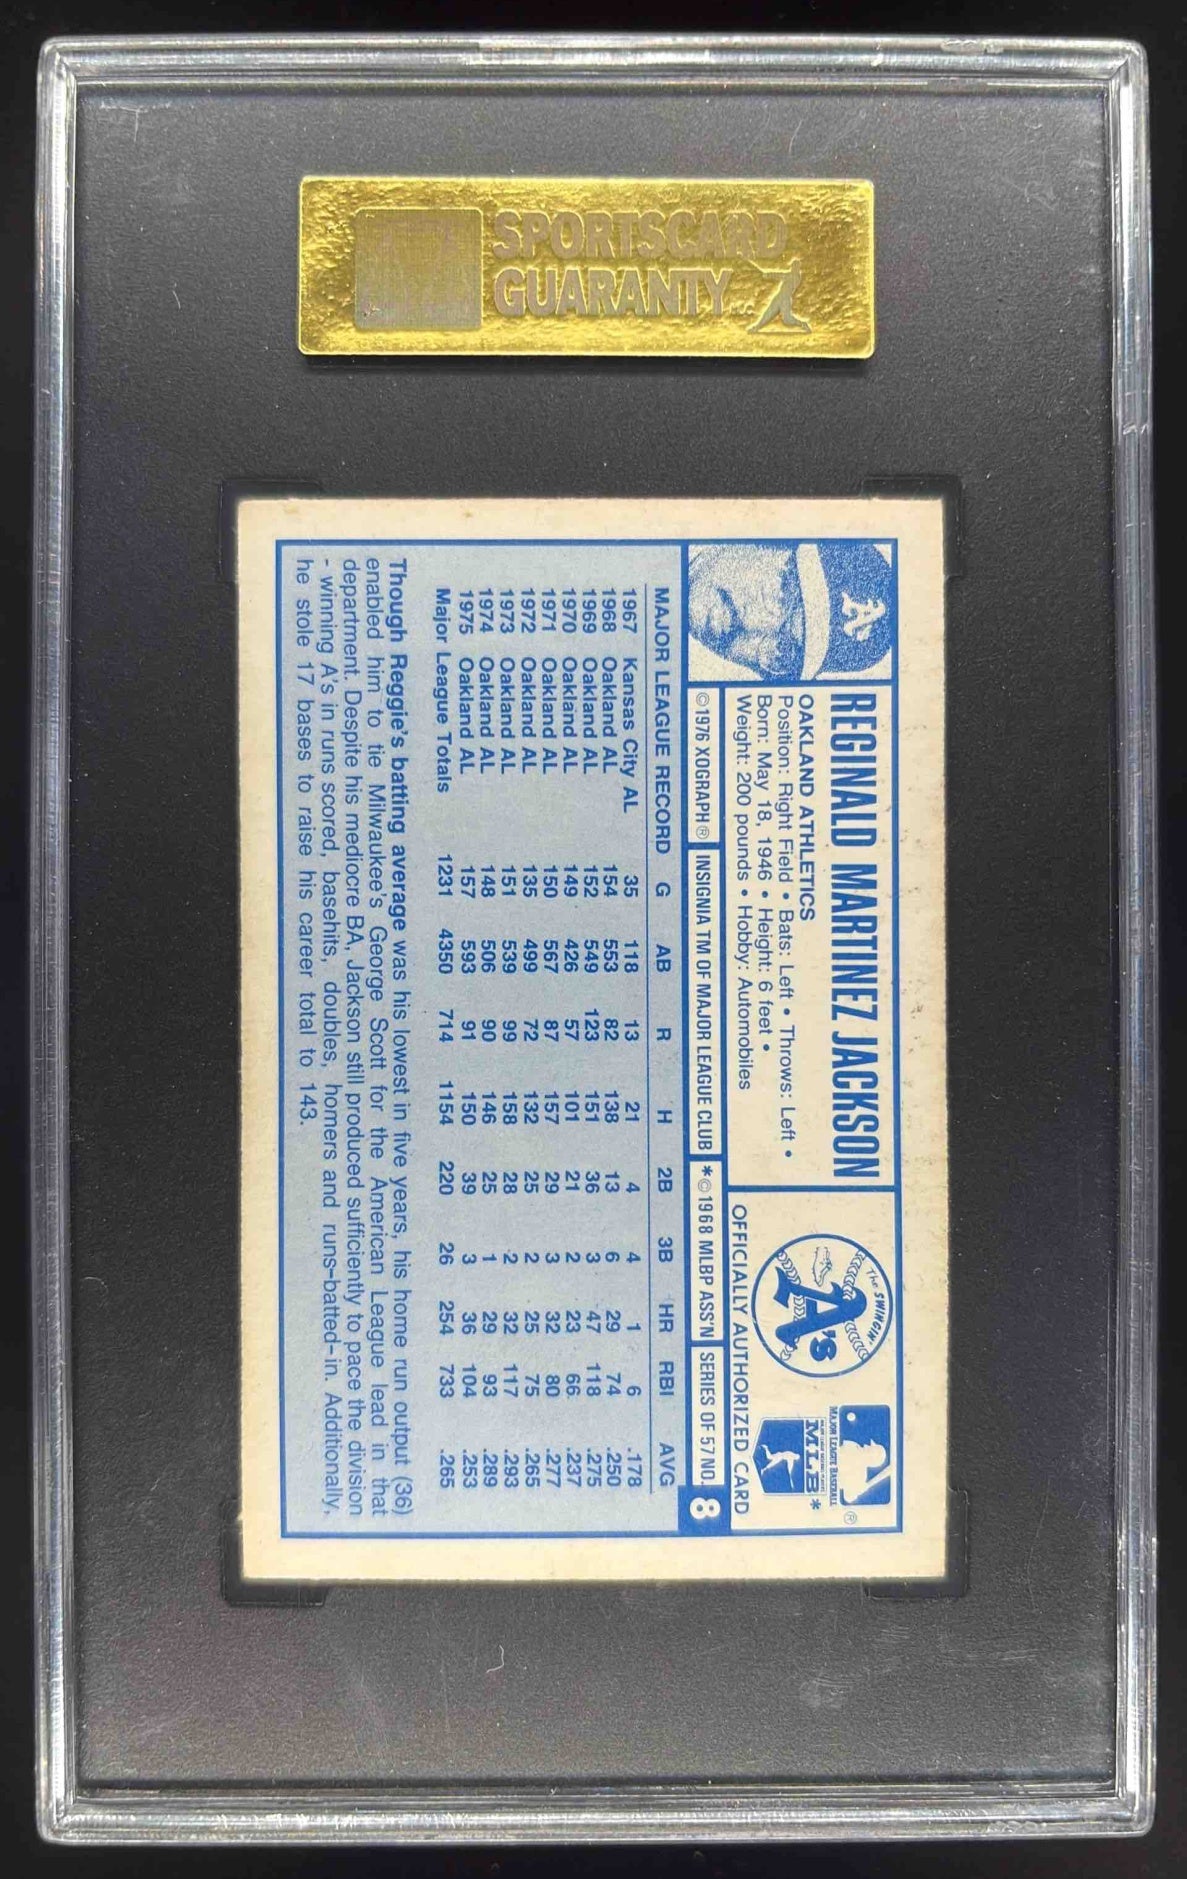 SPORTSCARD
GUARANTY
REGINALD MARTINEZ JACKSON
OAKLAND ATHLETICS
Position: Right Field • Bats: Left • Throws: Left •
Born: May 18, 1946 • Height: 6 feet •
Weight: 200 pounds • Hobby: Automobiles
The SWINGIN'
A's
MAJOR LEAGUE BASEBALL ®
MLB *
OFFICIALLY AUTHORIZED CARD
©1976 XOGRAPH® INSIGNIA TM OF MAJOR LEAGUE CLUB *©1968 MLBP ASS'N SERIES OF 57 NO. 8
MAJOR LEAGUE RECORD G AB R H 2B 3B HR RBI AVG
1967 Kansas City AL 35 118 13 21 4 4 1 6 .178
1968 Oakland AL 154 553 82 138 13 6 29 74 .250
1969 Oakland AL 152 549 123 151 36 3 47 118 .275
1970 Oakland AL 149 426 57 101 21 2 23 66 .237
1971 Oakland AL 150 567 87 157 29 3 32 80 .277
1972 Oakland AL 135 499 72 132 25 2 25 75 .265
1973 Oakland AL 151 539 99 158 28 2 32 117 .293
1974 Oakland AL 148 506 90 146 25 1 29 93 .289
1975 Oakland AL 157 593 91 150 39 3 36 104 .253
Major League Totals 1231 4350 714 1154 220 26 254 733 .265
Though Reggie's batting average was his lowest in five years, his home run output (36)
enabled him to tie Milwaukee's George Scott for the American League lead in that
department. Despite his mediocre BA, Jackson still produced sufficiently to pace the division
- winning A's in runs scored, basehits, doubles, homers and runs-batted-in. Additionally,
he stole 17 bases to raise his career total to 143.